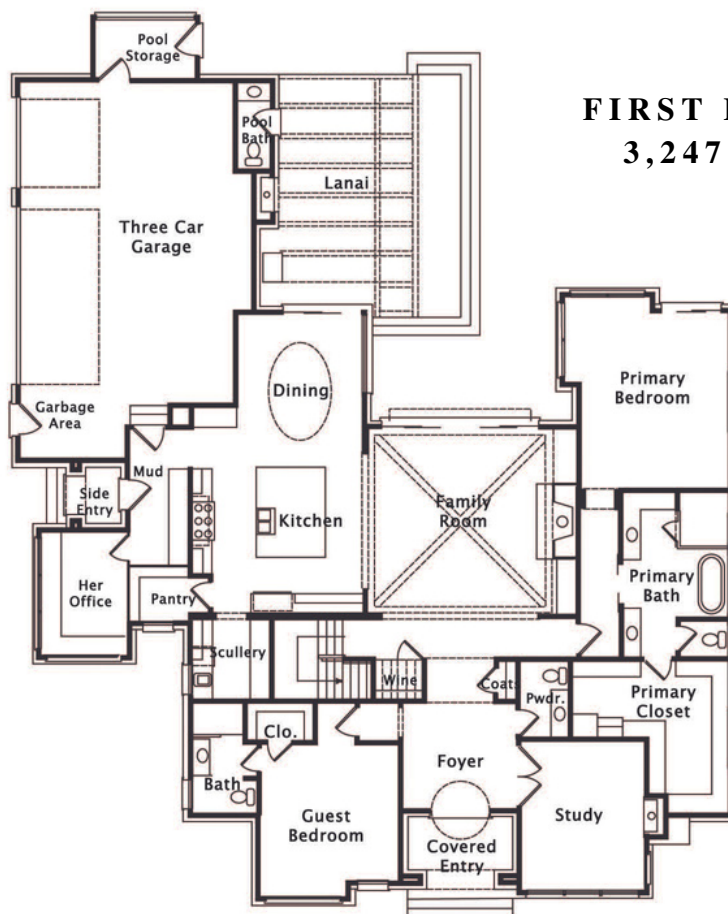 FIRST
3,247
Pool
Storage
Pool
Bath
Lanai
Three Car
Garage
Dining
Primary
Bedroom
Garbage
Area
Mud
Side
Entry
Kitchen
Family
Room
Her
Office
Pantry
Primary
Bath
Scullery
Wine
Coats
Pwdr.
Primary
Closet
Clo.
Bath
Foyer
Guest
Bedroom
Study
Covered
Entry